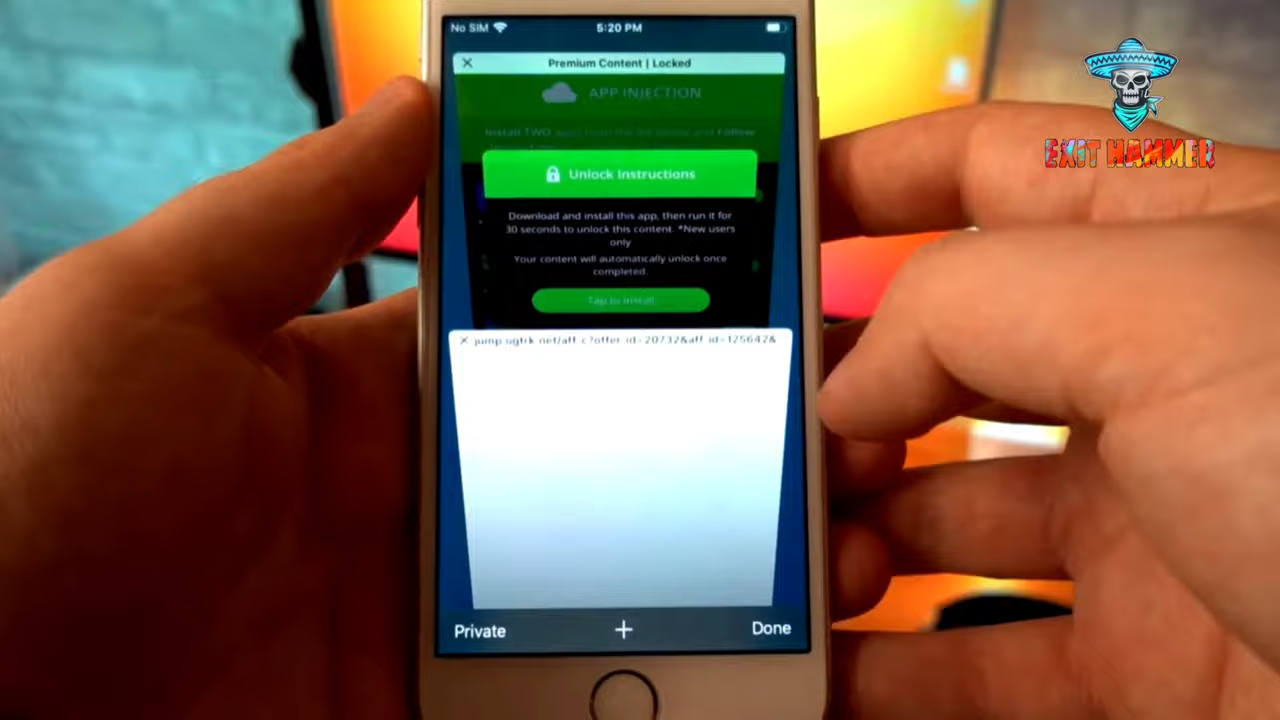 No SIM
5:20 PM
Premium Content | Locked
APP INJECTION
Install TWO apps from the list below and Follow
Unlock Instructions
Download and install this app, then run it for
30 seconds to unlock this content. *New users
only
Your content will automatically unlock once
completed.
Tap to install
jump.ogtrk.net/aff_c?offer_id=20732&aff_id=125642&
Private
+
Done
EXIT HAMMER